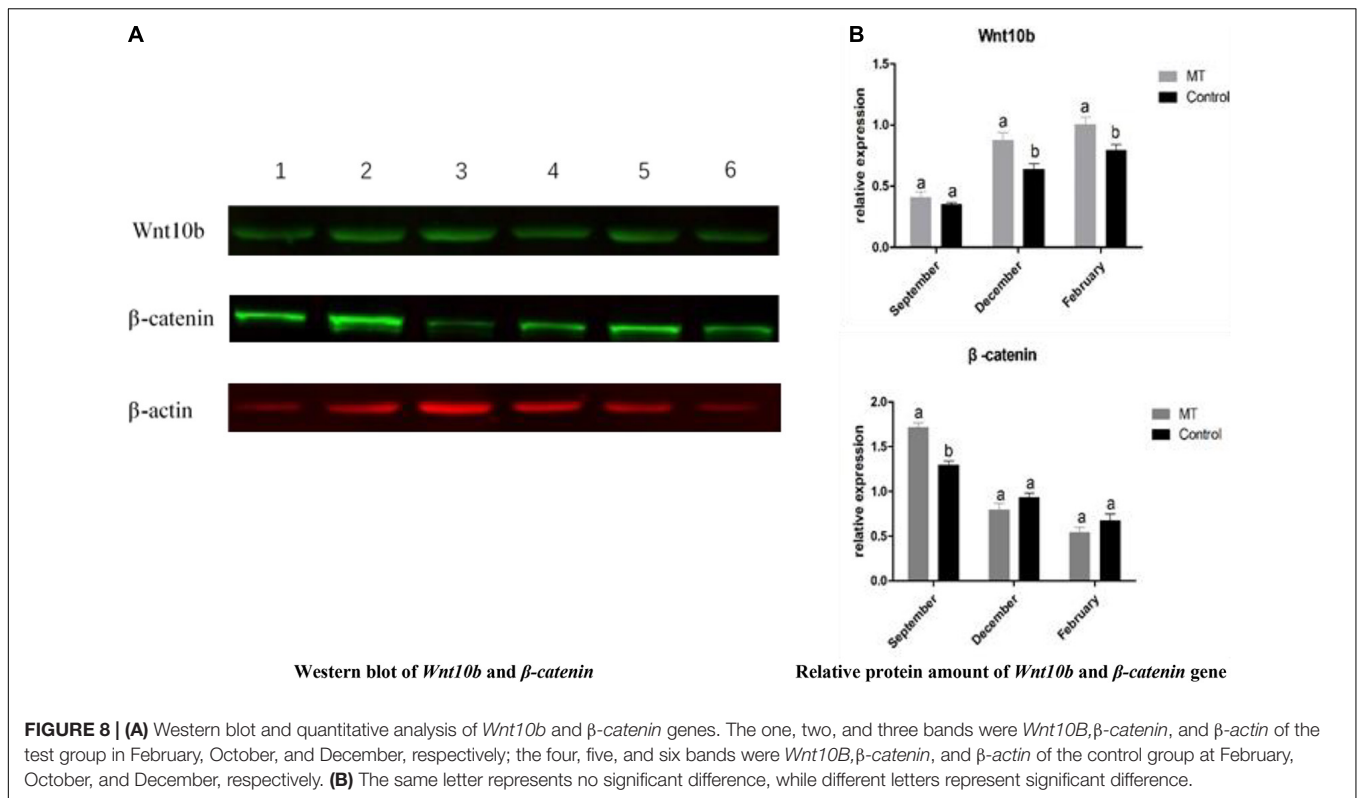 A
1 2 3 4 5 6
Wnt10b
β-catenin
β-actin
Western blot of Wnt10b and β-catenin
B
Wnt10b
relative expression
1.5
1.0
0.5
0.0
a a
a b
a b
September
December
February
MT
Control
β -catenin
relative expression
2.0
1.5
1.0
0.5
0.0
a b
a a
a a
September
December
February
MT
Control
Relative protein amount of Wnt10b and β-catenin gene
FIGURE 8 | (A) Western blot and quantitative analysis of Wnt10b and β-catenin genes. The one, two, and three bands were Wnt10B,β-catenin, and β-actin of the
test group in February, October, and December, respectively; the four, five, and six bands were Wnt10B,β-catenin, and β-actin of the control group at February,
October, and December, respectively. (B) The same letter represents no significant difference, while different letters represent significant difference.